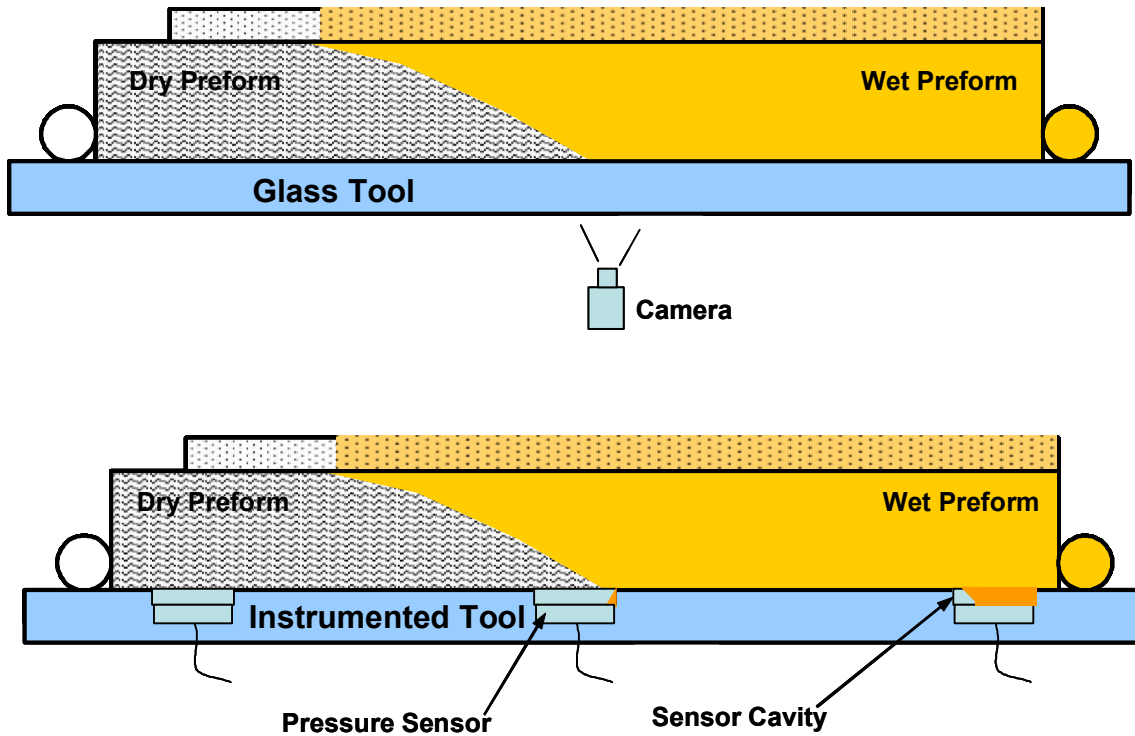 Dry Preform
Wet Preform
Glass Tool
Camera
Dry Preform
Wet Preform
Instrumented Tool
Pressure Sensor
Sensor Cavity